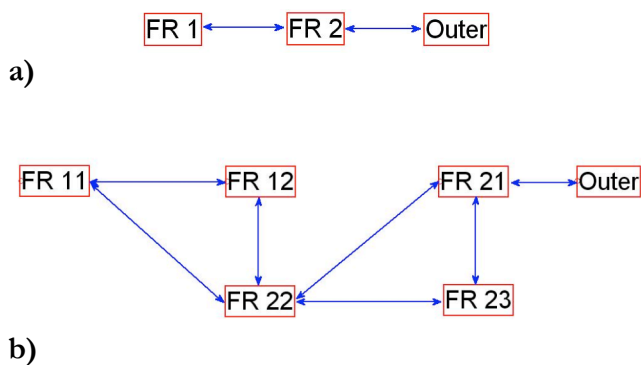 FR 1 FR 2 Outer
a)
FR 11 FR 12 FR 21 Outer
FR 22 FR 23
b)